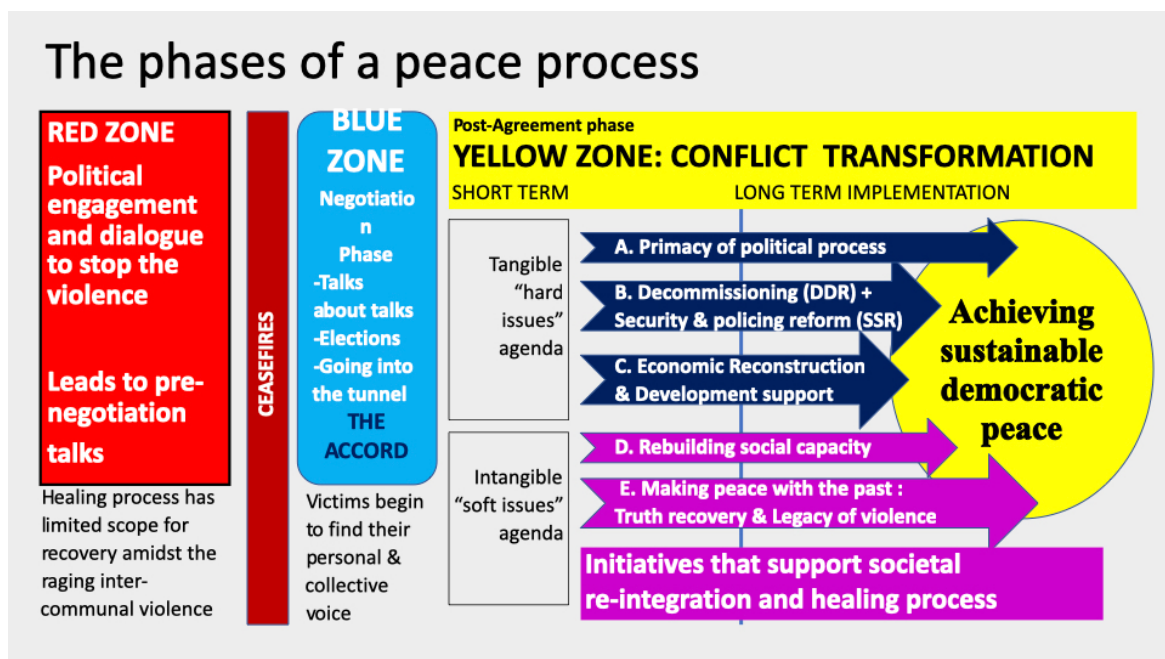 The phases of a peace process
RED ZONE
Political
engagement
and dialogue
to stop the
violence
Leads to pre-
negotiation
talks
Healing process has
limited scope for
recovery amidst the
raging inter-
communal violence
CEASEFIRES
BLUE
ZONE
Negotiatio
n
Phase
-Talks
about talks
-Elections
-Going into
the tunnel
THE
ACCORD
Victims begin
to find their
personal &
collective
voice
Post-Agreement phase
YELLOW ZONE: CONFLICT TRANSFORMATION
SHORT TERM
LONG TERM IMPLEMENTATION
Tangible
“hard
issues”
agenda
A. Primacy of political process
B. Decommissioning (DDR) +
Security & policing reform (SSR)
C. Economic Reconstruction
& Development support
Intangible
“soft issues”
agenda
D. Rebuilding social capacity
E. Making peace with the past :
Truth recovery & Legacy of violence
Initiatives that support societal
re-integration and healing process
Achieving
sustainable
democratic
peace